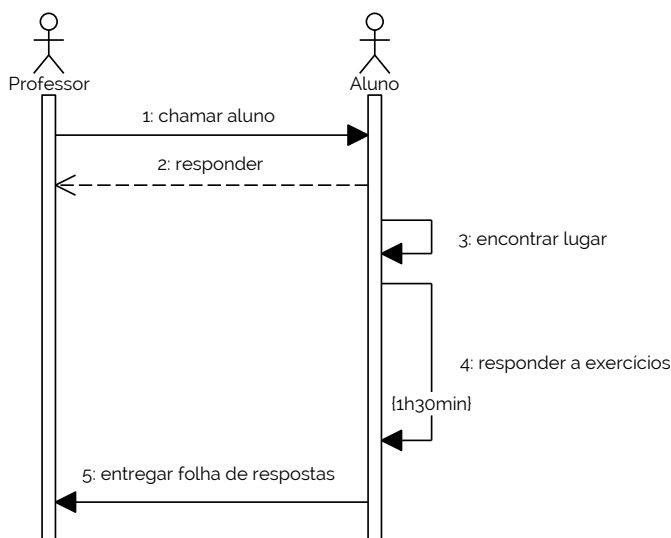 Professor
Aluno
1: chamar aluno
2: responder
3: encontrar lugar
4: responder a exercícios
{1h30min}
5: entregar folha de respostas